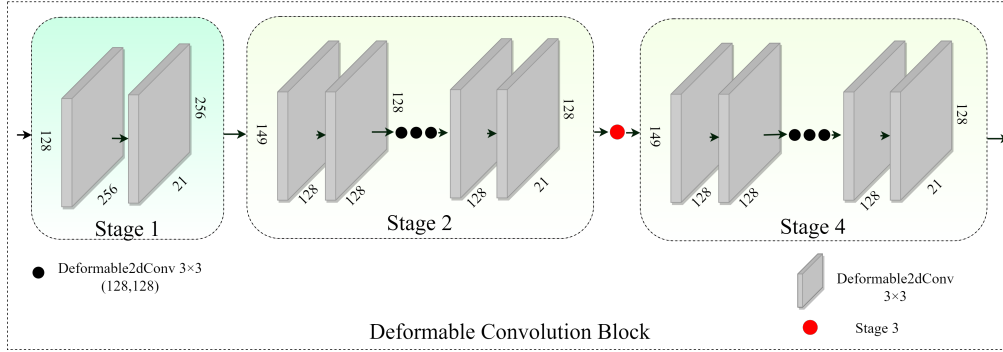 128
256
256
21
Stage 1
149
128
128
128
128
128
21
Stage 2
149
128
128
128
128
21
Stage 4
Deformable2dConv 3×3
(128,128)
Deformable2dConv
3×3
Stage 3
Deformable Convolution Block